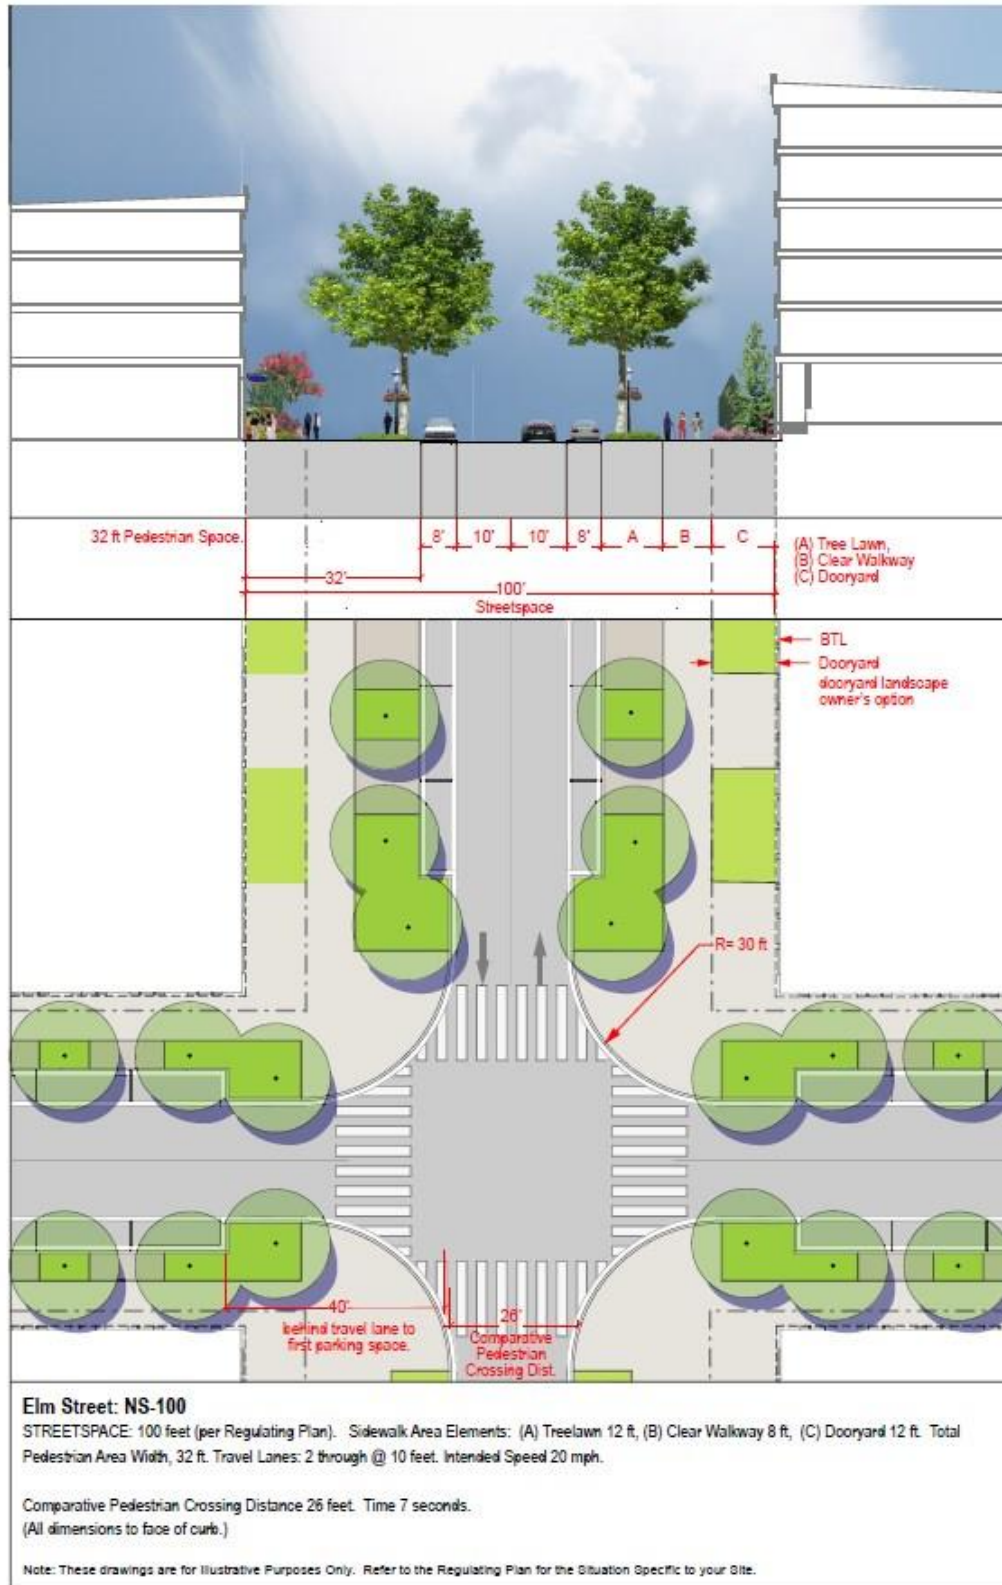 32 ft Pedestrian Space.
8' 10' 10' 8' A B C
(A) Tree Lawn,
(B) Clear Walkway
(C) Dooryard
32'
100'
Streetspace
BTL
Dooryard
dooryard landscape
owner's option
R= 30 ft
40'
behind travel lane to
first parking space.
26'
Comparative
Pedestrian
Crossing Dist.
Elm Street: NS-100
STREETSPACE: 100 feet (per Regulating Plan). Sidewalk Area Elements: (A) Treelawn 12 ft, (B) Clear Walkway 8 ft, (C) Dooryard 12 ft. Total
Pedestrian Area Width, 32 ft. Travel Lanes: 2 through @ 10 feet. Intended Speed 20 mph.
Comparative Pedestrian Crossing Distance 26 feet. Time 7 seconds.
(All dimensions to face of curb.)
Note: These drawings are for Illustrative Purposes Only. Refer to the Regulating Plan for the Situation Specific to your Site.